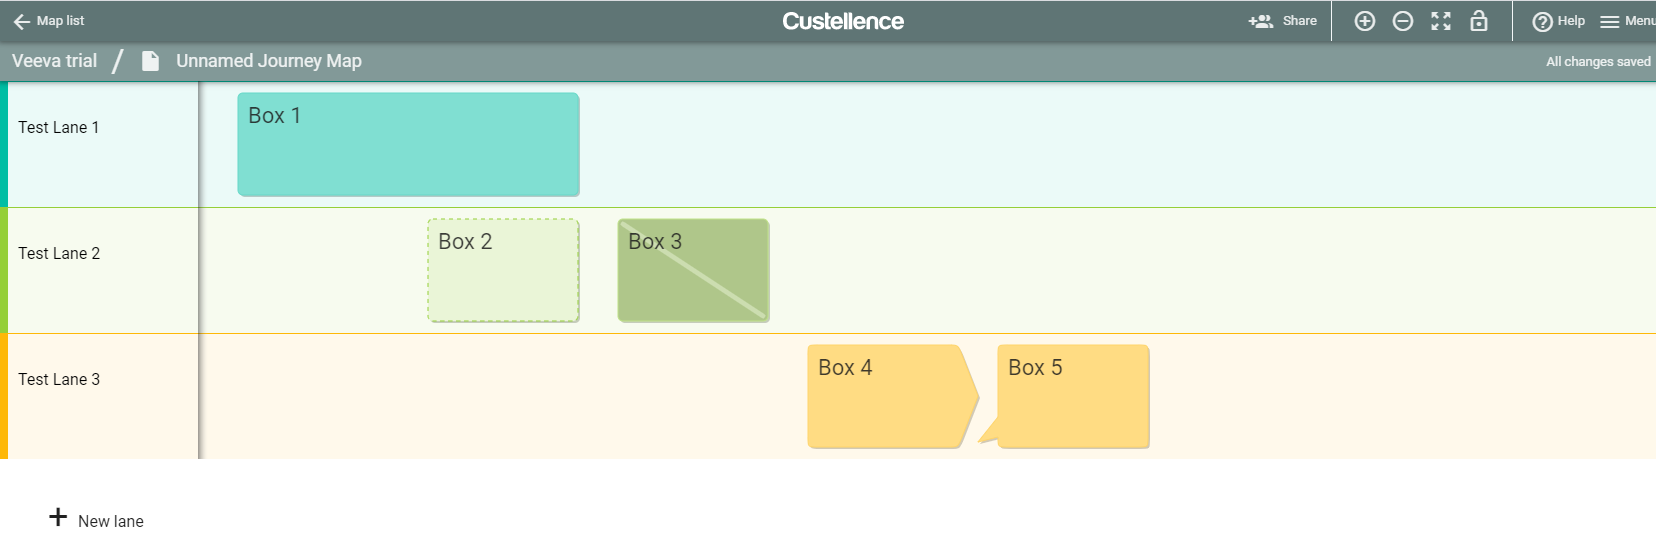 Map list
Custellence
Share
Help
Menu
Veeva trial / Unnamed Journey Map
All changes saved
Test Lane 1
Box 1
Test Lane 2
Box 2
Box 3
Test Lane 3
Box 4
Box 5
New lane